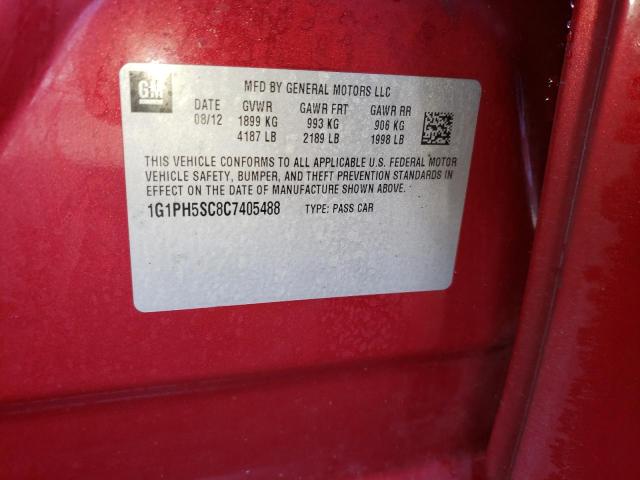 GM
MFD BY GENERAL MOTORS LLC
DATE GVWR GAWR FRT GAWR RR
08/12 1899 KG 993 KG 906 KG
4187 LB 2189 LB 1998 LB
THIS VEHICLE CONFORMS TO ALL APPLICABLE U.S. FEDERAL MOTOR
VEHICLE SAFETY, BUMPER, AND THEFT PREVENTION STANDARDS IN
EFFECT ON THE DATE OF MANUFACTURE SHOWN ABOVE.
1G1PH5SC8C7405488 TYPE: PASS CAR